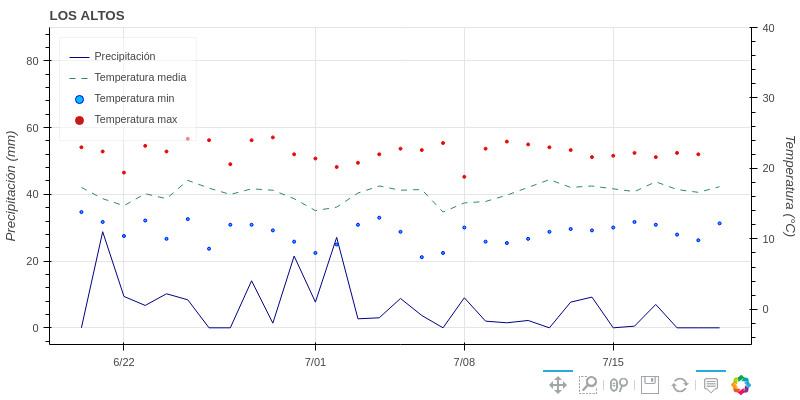 LOS ALTOS
Precipitación
Temperatura media
Temperatura min
Temperatura max
Precipitación (mm)
80
60
40
20
0
Temperatura (°C)
40
30
20
10
0
6/22
7/01
7/08
7/15